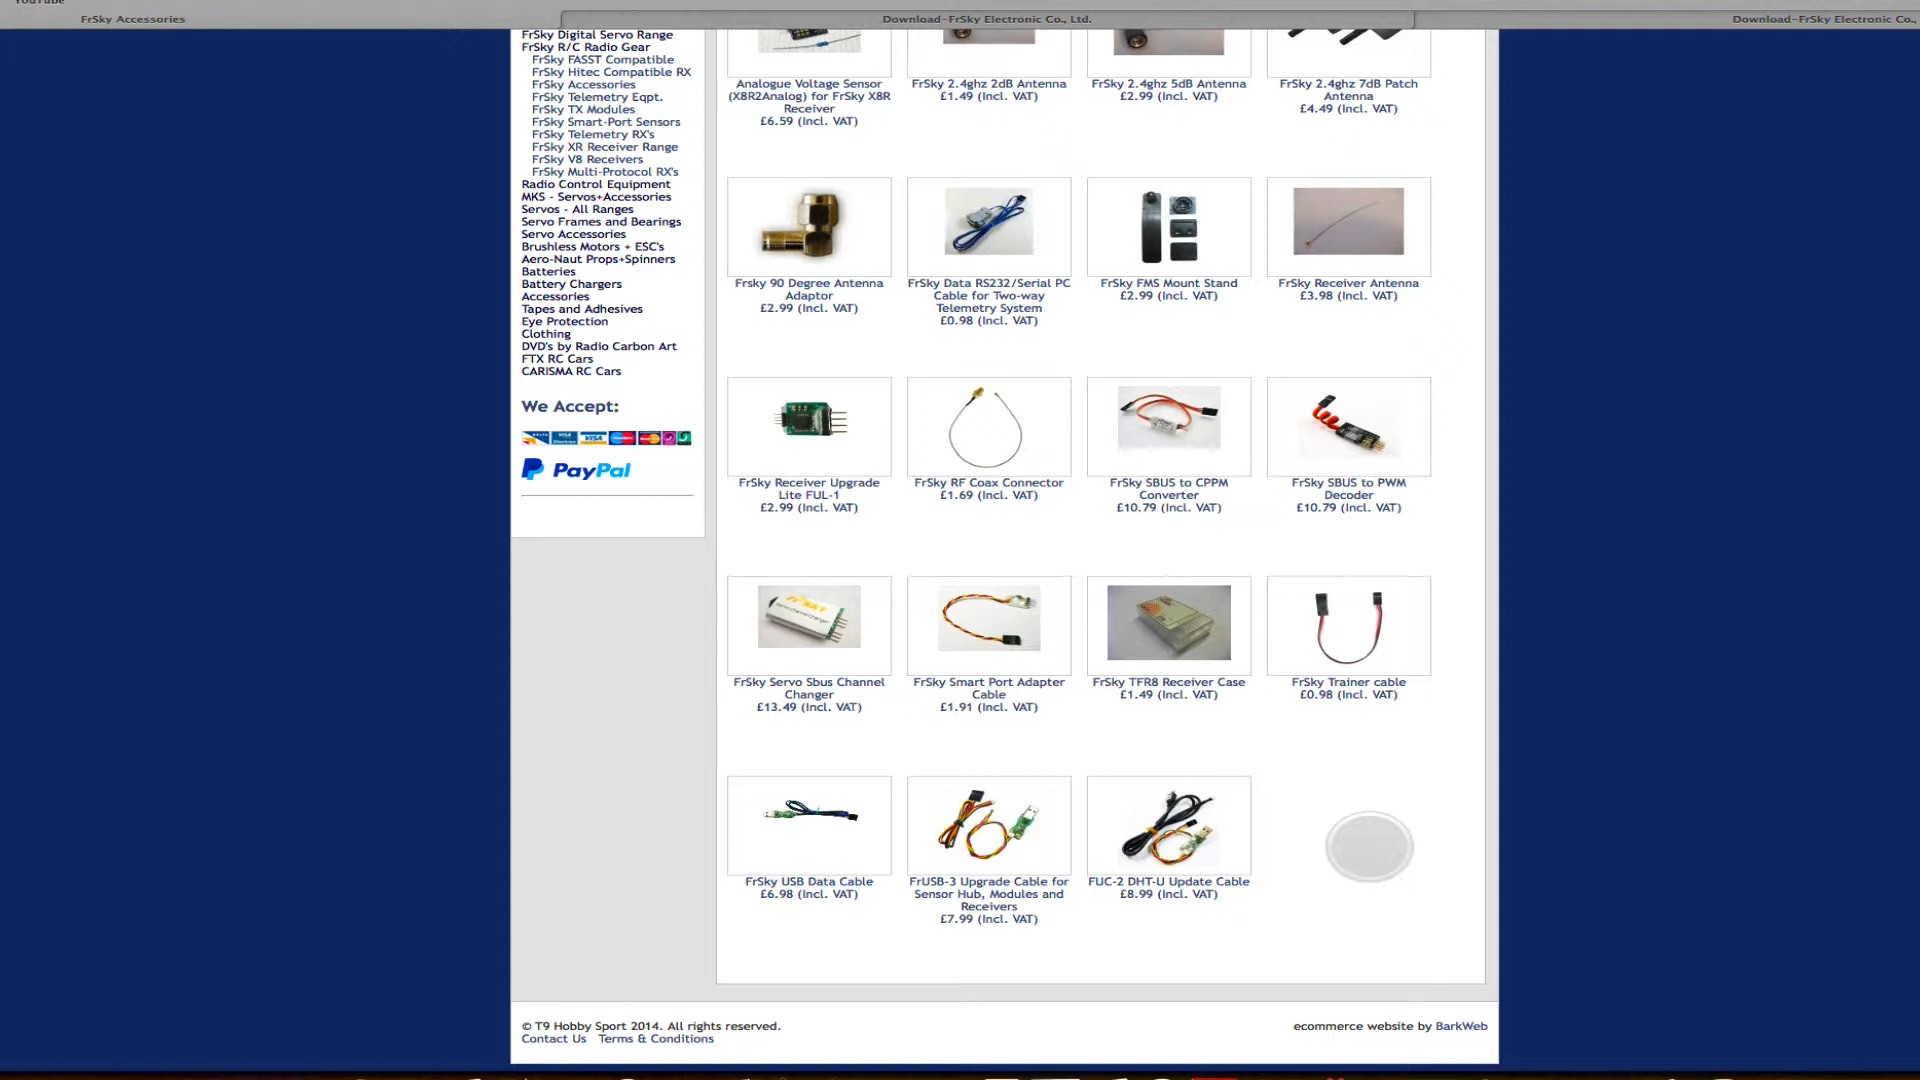 FrSky Accessories
Download–FrSky Electronic Co., Ltd.
Download–FrSky Electronic Co.,
FrSky Digital Servo Range
FrSky R/C Radio Gear
FrSky FASST Compatible
FrSky Hitec Compatible RX
FrSky Accessories
FrSky Telemetry Eqpt.
FrSky TX Modules
FrSky Smart-Port Sensors
FrSky Telemetry RX's
FrSky XR Receiver Range
FrSky V8 Receivers
FrSky Multi-Protocol RX's
Radio Control Equipment
MKS - Servos+Accessories
Servos - All Ranges
Servo Frames and Bearings
Servo Accessories
Brushless Motors + ESC's
Aero-Naut Props+Spinners
Batteries
Battery Chargers
Accessories
Tapes and Adhesives
Eye Protection
Clothing
DVD's by Radio Carbon Art
FTX RC Cars
CARISMA RC Cars
We Accept:
PayPal
Analogue Voltage Sensor
(X8R2Analog) for FrSky X8R
Receiver
£6.59 (Incl. VAT)
FrSky 2.4ghz 2dB Antenna
£1.49 (Incl. VAT)
FrSky 2.4ghz 5dB Antenna
£2.99 (Incl. VAT)
FrSky 2.4ghz 7dB Patch
Antenna
£4.49 (Incl. VAT)
Frsky 90 Degree Antenna
Adaptor
£2.99 (Incl. VAT)
FrSky Data RS232/Serial PC
Cable for Two-way
Telemetry System
£0.98 (Incl. VAT)
FrSky FMS Mount Stand
£2.99 (Incl. VAT)
FrSky Receiver Antenna
£3.98 (Incl. VAT)
FrSky Receiver Upgrade
Lite FUL-1
£2.99 (Incl. VAT)
FrSky RF Coax Connector
£1.69 (Incl. VAT)
FrSky SBUS to CPPM
Converter
£10.79 (Incl. VAT)
FrSky SBUS to PWM
Decoder
£10.79 (Incl. VAT)
FrSky Servo Sbus Channel
Changer
£13.49 (Incl. VAT)
FrSky Smart Port Adapter
Cable
£1.91 (Incl. VAT)
FrSky TFR8 Receiver Case
£1.49 (Incl. VAT)
FrSky Trainer cable
£0.98 (Incl. VAT)
FrSky USB Data Cable
£6.98 (Incl. VAT)
FrUSB-3 Upgrade Cable for
Sensor Hub, Modules and
Receivers
£7.99 (Incl. VAT)
FUC-2 DHT-U Update Cable
£8.99 (Incl. VAT)
© T9 Hobby Sport 2014. All rights reserved.
Contact Us Terms & Conditions
ecommerce website by BarkWeb